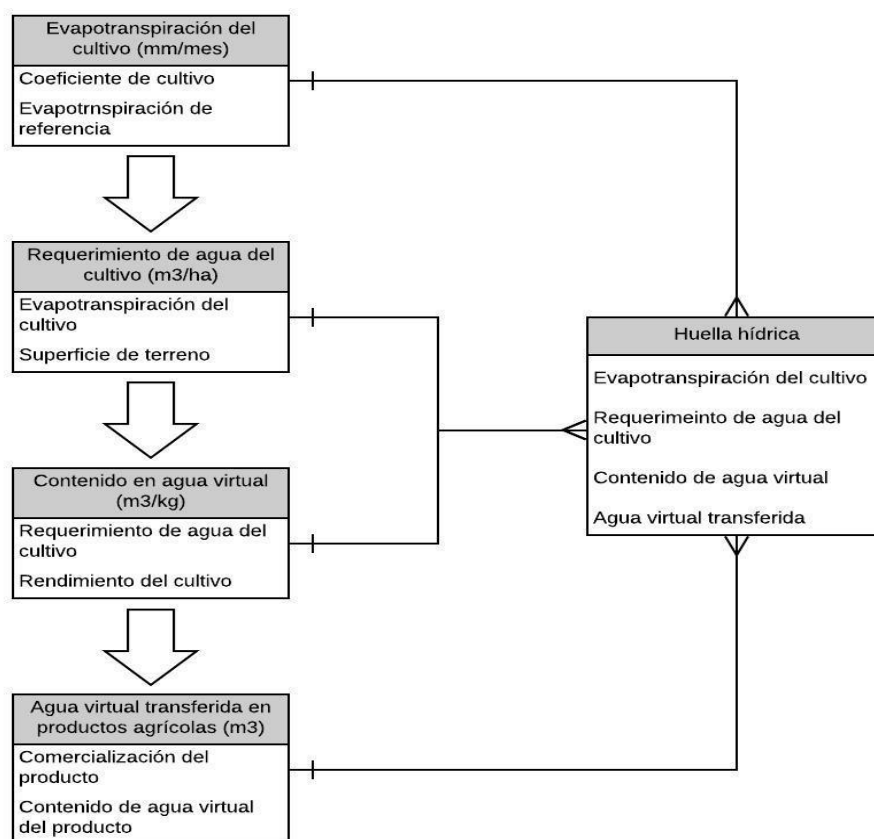 Evapotranspiración del
cultivo (mm/mes)
Coeficiente de cultivo
Evapotrnspiración de
referencia
Requerimiento de agua del
cultivo (m3/ha)
Evapotranspiración del
cultivo
Superficie de terreno
Contenido en agua virtual
(m3/kg)
Requerimiento de agua del
cultivo
Rendimiento del cultivo
Agua virtual transferida en
productos agrícolas (m3)
Comercialización del
producto
Contenido de agua virtual
del producto
Huella hídrica
Evapotranspiración del cultivo
Requerimeinto de agua del
cultivo
Contenido de agua virtual
Agua virtual transferida